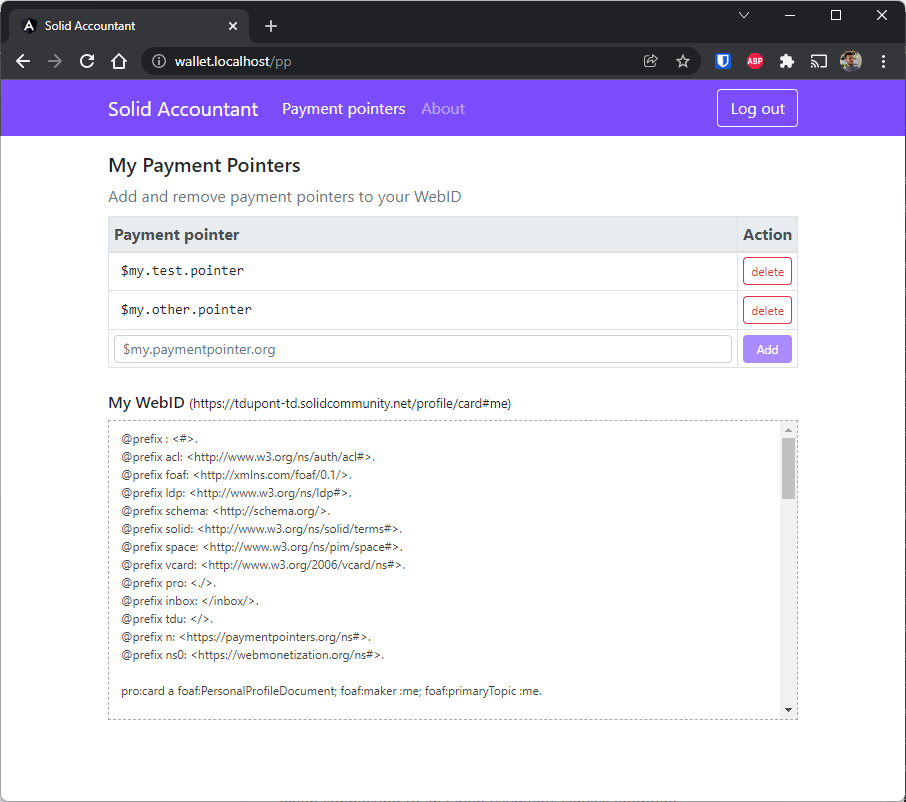 Solid Accountant
wallet.localhost/pp
ABP
Solid Accountant Payment pointers About Log out
My Payment Pointers
Add and remove payment pointers to your WebID
Payment pointer Action
$my.test.pointer delete
$my.other.pointer delete
$my.paymentpointer.org Add
My WebID (https://tdupont-td.solidcommunity.net/profile/card#me)
@prefix : <#>.
@prefix acl: <http://www.w3.org/ns/auth/acl#>.
@prefix foaf: <http://xmlns.com/foaf/0.1/>.
@prefix ldp: <http://www.w3.org/ns/ldp#>.
@prefix schema: <http://schema.org/>.
@prefix solid: <http://www.w3.org/ns/solid/terms#>.
@prefix space: <http://www.w3.org/ns/pim/space#>.
@prefix vcard: <http://www.w3.org/2006/vcard/ns#>.
@prefix pro: <./>.
@prefix inbox: </inbox/>.
@prefix tdu: </>.
@prefix n: <https://paymentpointers.org/ns#>.
@prefix ns0: <https://webmonetization.org/ns#>.
pro:card a foaf:PersonalProfileDocument; foaf:maker :me; foaf:primaryTopic :me.